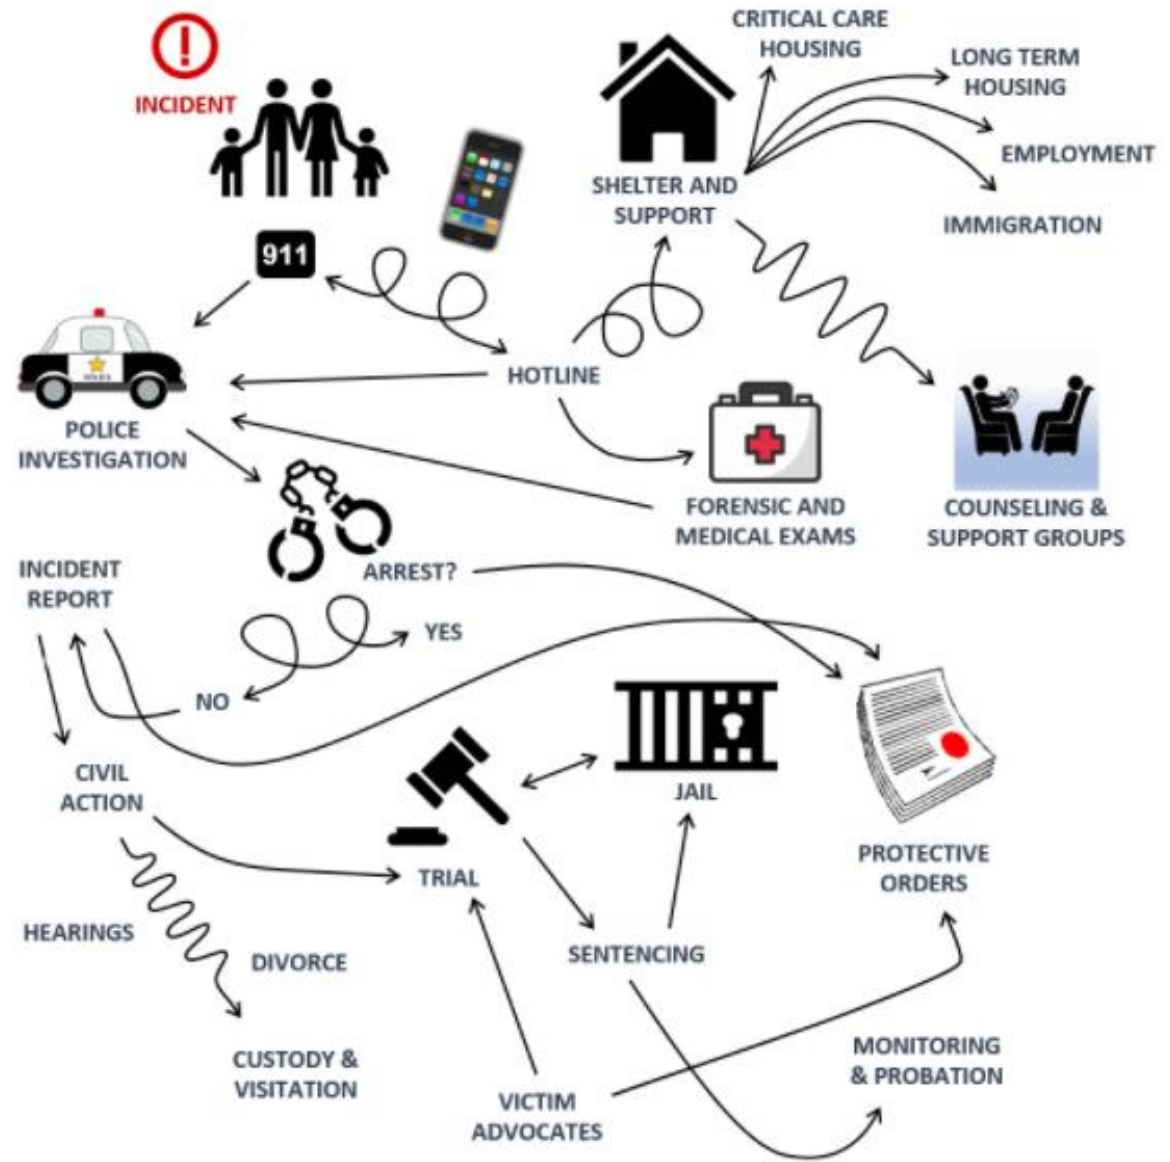 CRITICAL CARE
HOUSING
LONG TERM
HOUSING
INCIDENT
EMPLOYMENT
SHELTER AND
SUPPORT
IMMIGRATION
911
HOTLINE
POLICE
INVESTIGATION
FORENSIC AND
MEDICAL EXAMS
COUNSELING &
SUPPORT GROUPS
INCIDENT
REPORT
ARREST?
YES
NO
CIVIL
ACTION
JAIL
TRIAL
PROTECTIVE
ORDERS
HEARINGS
DIVORCE
SENTENCING
CUSTODY &
VISITATION
MONITORING
& PROBATION
VICTIM
ADVOCATES